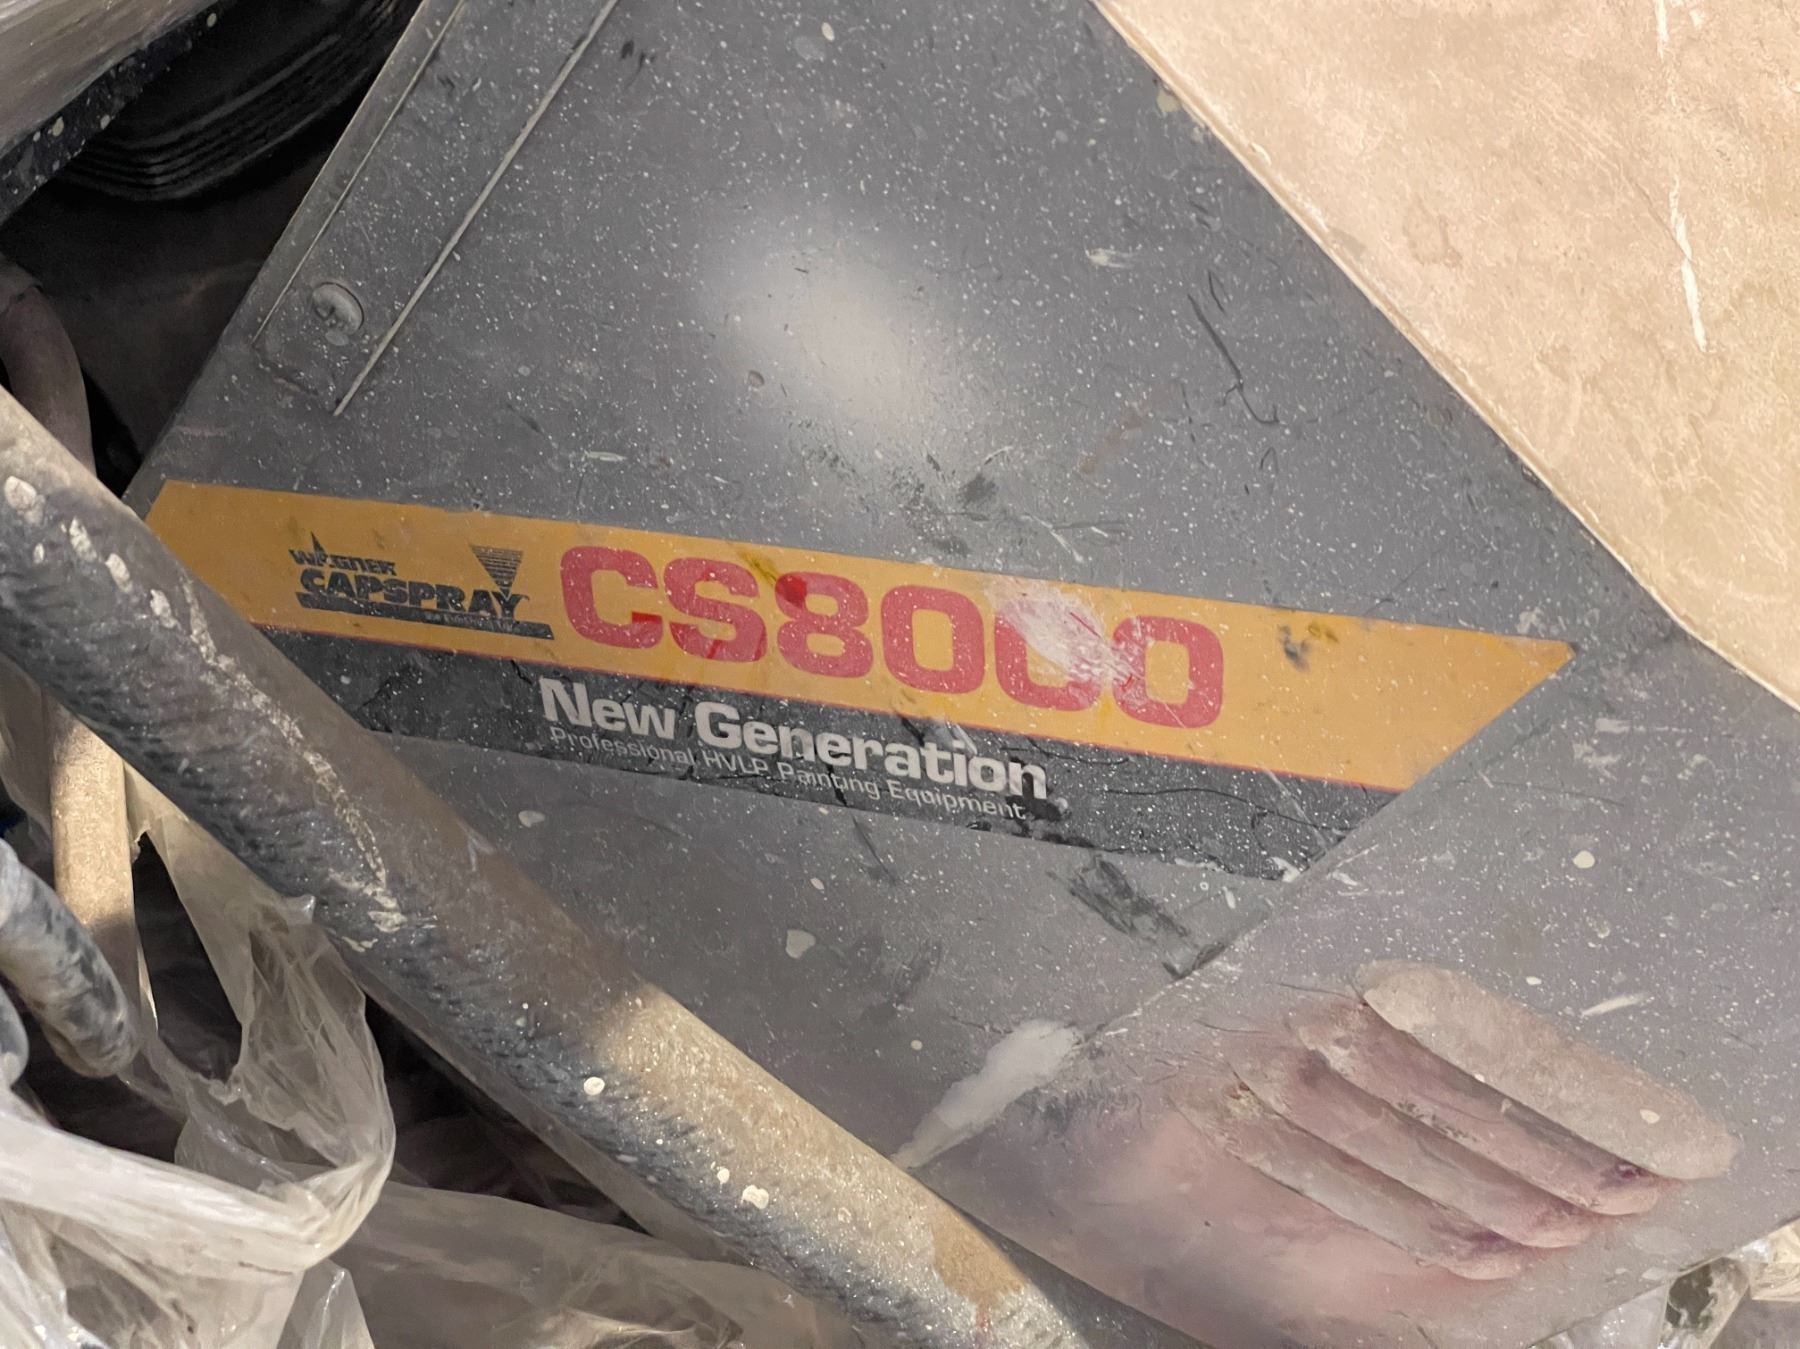 WAGNER
CAPSPRAY
CS8000
New Generation
Professional HVLP Painting Equipment